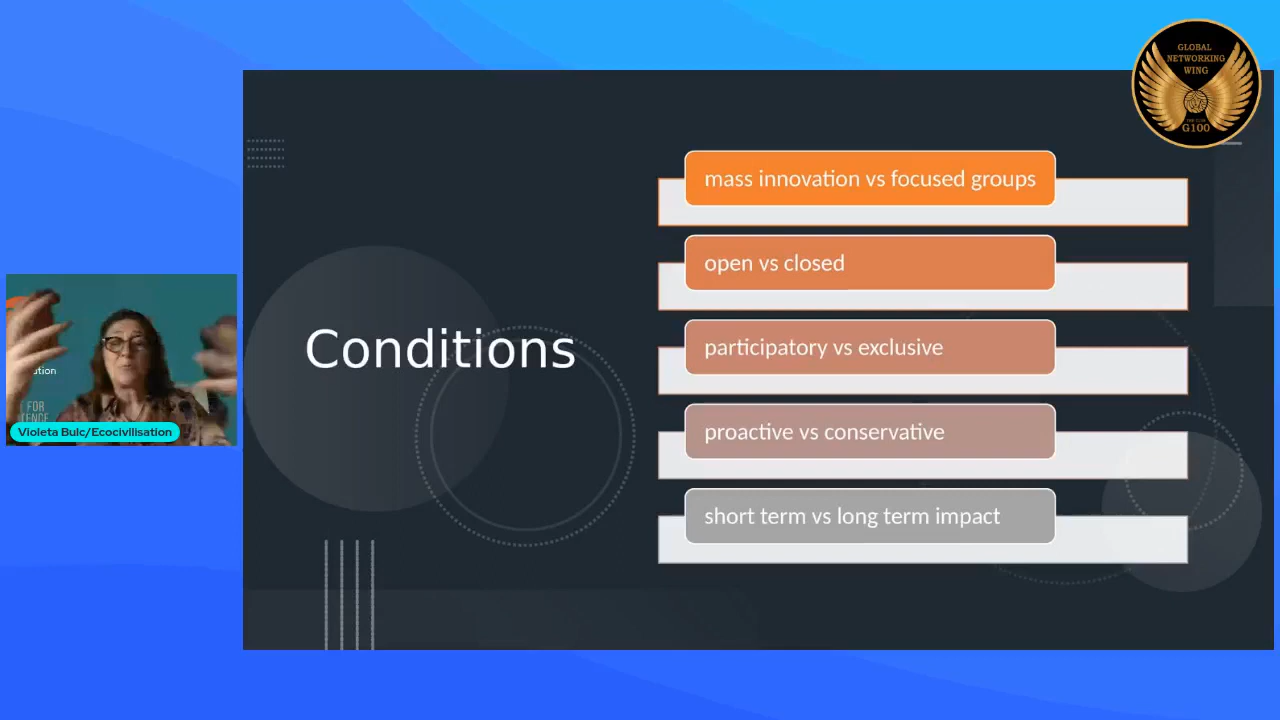 GLOBAL
NETWORKING
WING
G100
mass innovation vs focused groups
open vs closed
Conditions
participatory vs exclusive
proactive vs conservative
short term vs long term impact
FOR
Violeta Bulc/Ecocivilisation